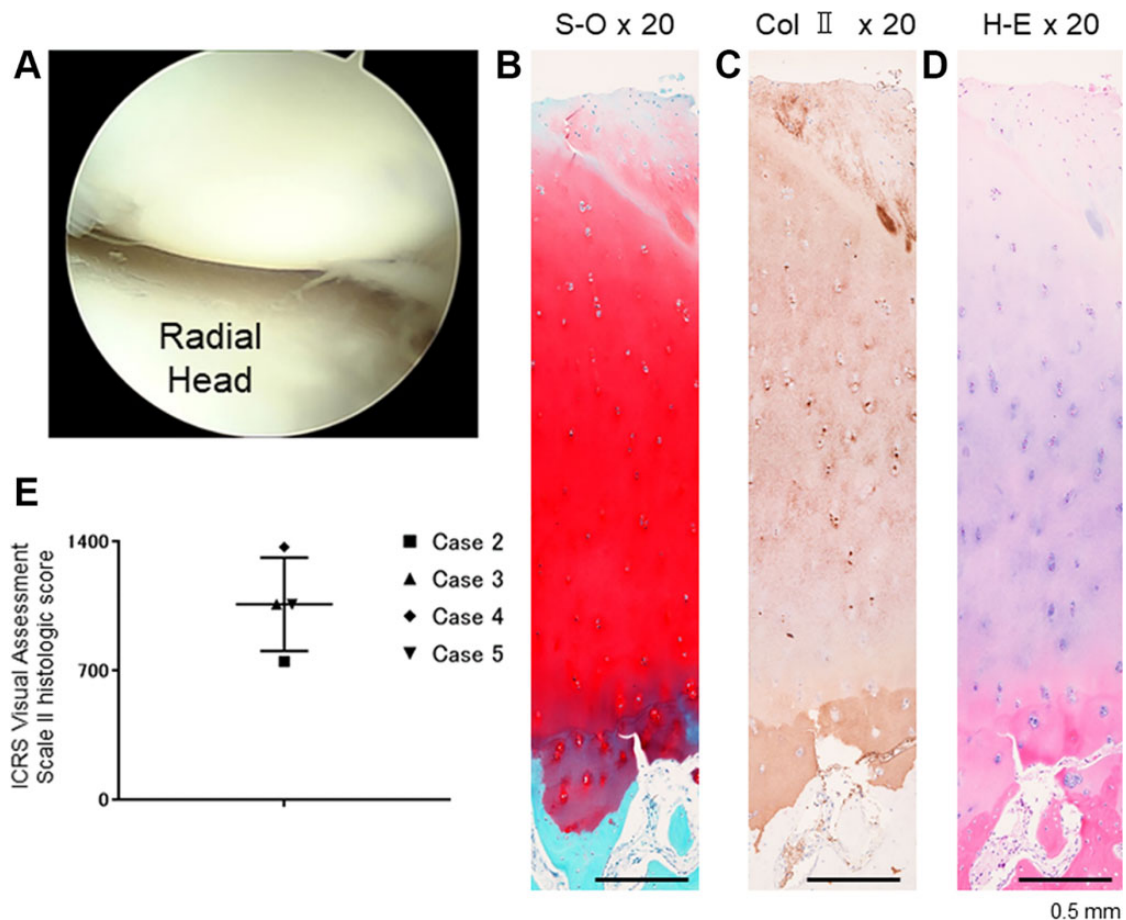 S-O x 20
Col Ⅱ x 20
H-E x 20
A
B
C
D
Radial
Head
E
ICRS Visual Assessment
Scale II histologic score
1400
700
0
Case 2
Case 3
Case 4
Case 5
0.5 mm